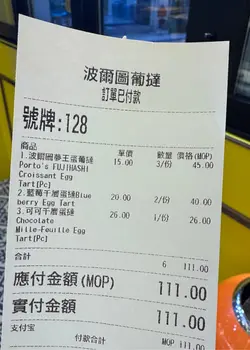 波爾圖葡撻
訂單已付款
號牌:128
商品 單價 數量 價格(MOP)
1.波爾圖夢王蛋葡撻 15.00 3/份 45.00
Porto's FUJIHASHI
Croissant Egg
Tart[Pc]
2.藍莓千層蛋撻Blue 20.00 2/份 40.00
berry Egg Tart
3.可可千層蛋撻 26.00 1/份 26.00
Chocolate
Mille-Feuille Egg
Tart[Pc]
合計 6 111.00
應付金額(MOP) 111.00
實付金額 111.00
支付宝
付款合計 MOP 111.00